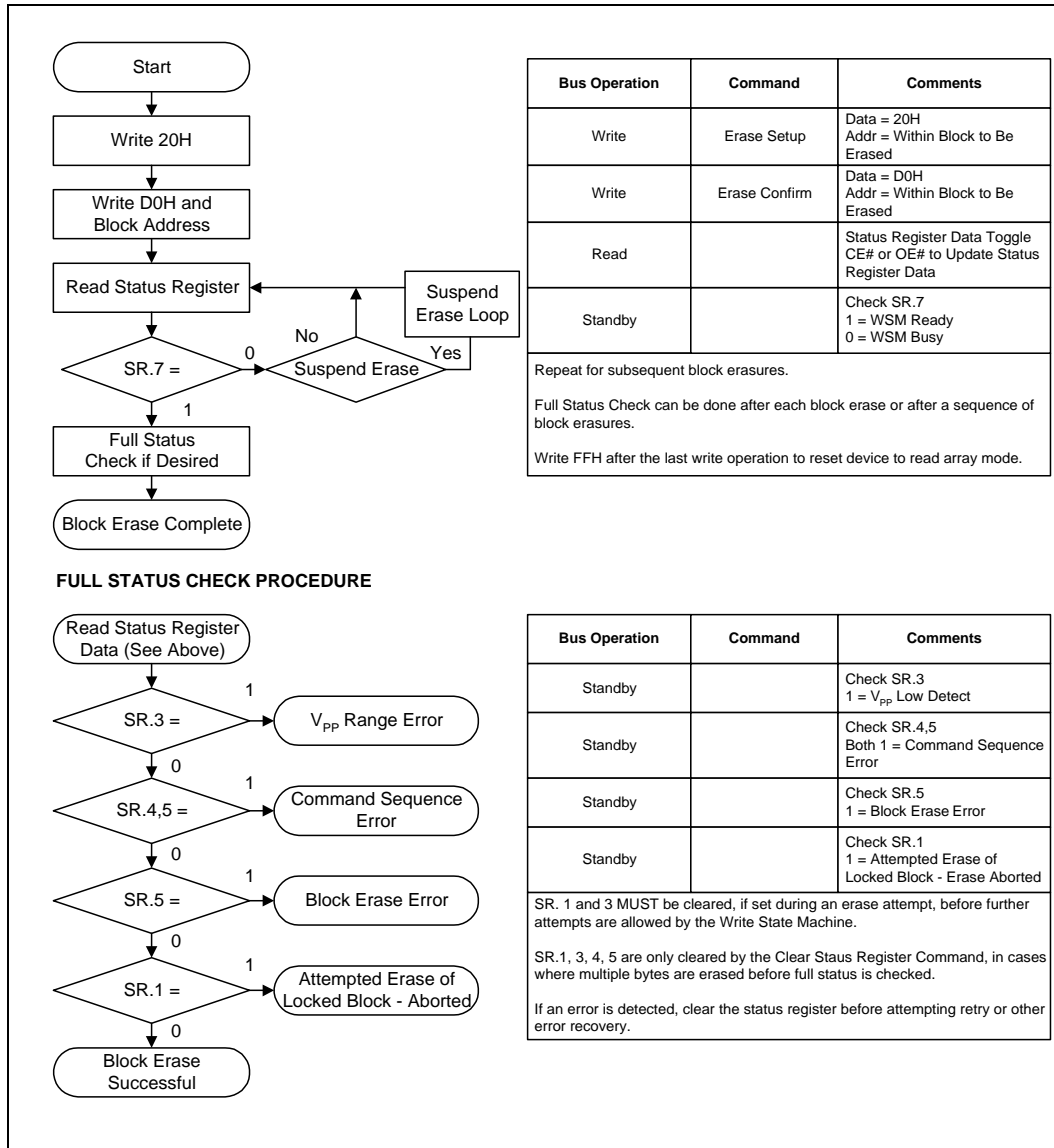 Start
Write 20H
Write D0H and
Block Address
Read Status Register
Suspend
Erase Loop
No
Yes
0
SR.7 =
Suspend Erase
1
Full Status
Check if Desired
Block Erase Complete
Bus Operation Command Comments
Write Erase Setup Data = 20H
Addr = Within Block to Be
Erased
Write Erase Confirm Data = D0H
Addr = Within Block to Be
Erased
Read Status Register Data Toggle
CE# or OE# to Update Status
Register Data
Standby Check SR.7
1 = WSM Ready
0 = WSM Busy
Repeat for subsequent block erasures.
Full Status Check can be done after each block erase or after a sequence of
block erasures.
Write FFH after the last write operation to reset device to read array mode.
FULL STATUS CHECK PROCEDURE
Read Status Register
Data (See Above)
1
SR.3 =
VPP Range Error
0
1
SR.4,5 =
Command Sequence
Error
0
1
SR.5 =
Block Erase Error
0
1
SR.1 =
Attempted Erase of
Locked Block - Aborted
0
Block Erase
Successful
Bus Operation Command Comments
Standby Check SR.3
1 = VPP Low Detect
Standby Check SR.4,5
Both 1 = Command Sequence
Error
Standby Check SR.5
1 = Block Erase Error
Standby Check SR.1
1 = Attempted Erase of
Locked Block - Erase Aborted
SR. 1 and 3 MUST be cleared, if set during an erase attempt, before further
attempts are allowed by the Write State Machine.
SR.1, 3, 4, 5 are only cleared by the Clear Staus Register Command, in cases
where multiple bytes are erased before full status is checked.
If an error is detected, clear the status register before attempting retry or other
error recovery.